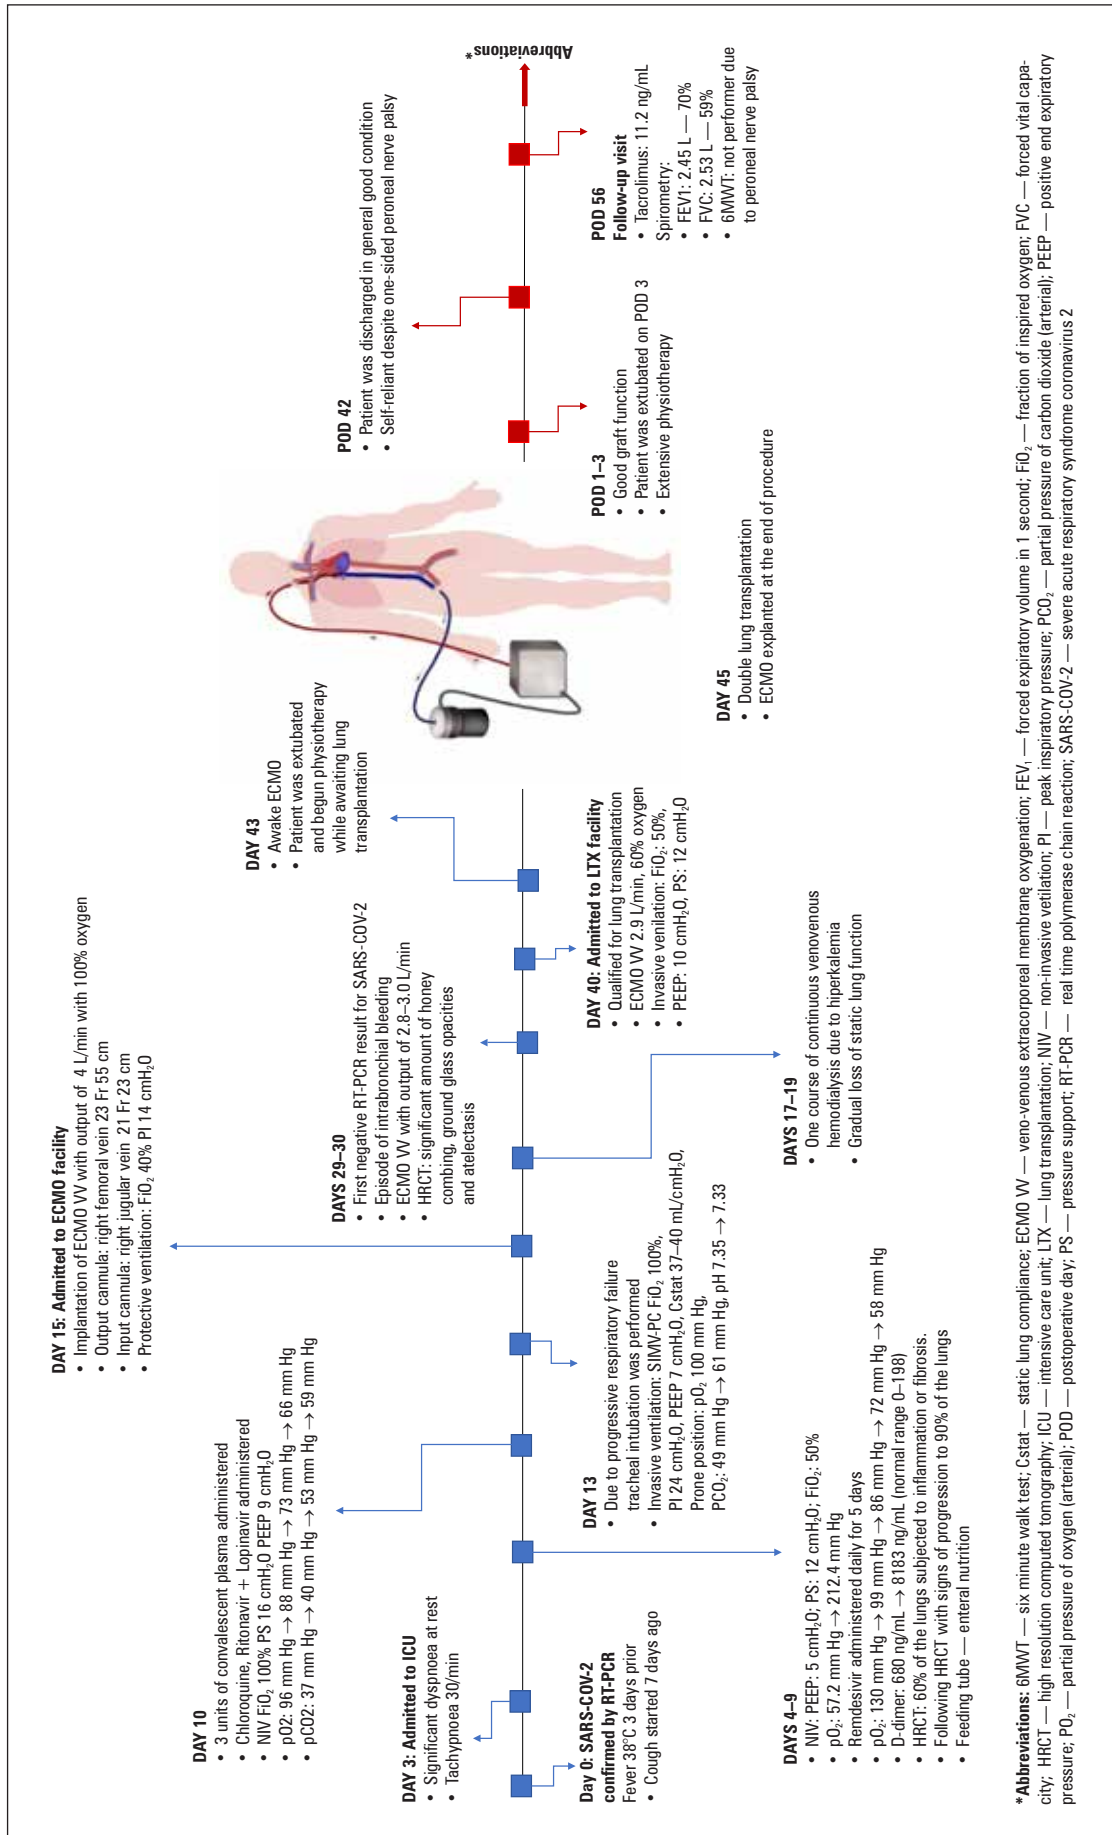 Day 0: SARS-COV-2
confirmed by RT-PCR
Fever 38°C 3 days prior
• Cough started 7 days ago
DAY 3: Admitted to ICU
• Significant dyspnoea at rest
• Tachypnoea 30/min
DAYS 4–9
• NIV: PEEP: 5 cmH₂O; PS: 12 cmH₂O; FiO₂: 50%
• pO₂: 57.2 mm Hg → 212.4 mm Hg
• Remdesivir administered daily for 5 days
• pO₂: 130 mm Hg → 99 mm Hg → 86 mm Hg → 72 mm Hg → 58 mm Hg
• D-dimer: 680 ng/mL → 8183 ng/mL (normal range 0–198)
• HRCT: 60% of the lungs subjected to inflammation or fibrosis.
• Following HRCT with signs of progression to 90% of the lungs
• Feeding tube — enteral nutrition
DAY 10
• 3 units of convalescent plasma administered
• Chloroquine, Ritonavir + Lopinavir administered
• NIV FiO₂ 100% PS 16 cmH₂O PEEP 9 cmH₂O
• pO2: 96 mm Hg → 88 mm Hg → 73 mm Hg → 66 mm Hg
• pCO2: 37 mm Hg → 40 mm Hg → 53 mm Hg → 59 mm Hg
DAY 13
• Due to progressive respiratory failure
tracheal intubation was performed
• Invasive ventilation: SIMV-PC FiO₂ 100%,
PI 24 cmH₂O, PEEP 7 cmH₂O, Cstat 37–40 mL/cmH₂O,
Prone position: pO₂ 100 mm Hg,
PCO₂: 49 mm Hg → 61 mm Hg, pH 7.35 → 7.33
DAY 15: Admitted to ECMO facility
• Implantation of ECMO VV with output of 4 L/min with 100% oxygen
• Output cannula: right femoral vein 23 Fr 55 cm
• Input cannula: right jugular vein 21 Fr 23 cm
• Protective ventilation: FiO₂ 40% PI 14 cmH₂O
DAYS 17–19
• One course of continuous venovenous
hemodialysis due to hiperkalemia
• Gradual loss of static lung function
DAYS 29–30
• First negative RT-PCR result for SARS-COV-2
• Episode of intrabronchial bleeding
• ECMO VV with output of 2.8–3.0 L/min
• HRCT: significant amount of honey
combing, ground glass opacities
and atelectasis
DAY 40: Admitted to LTX facility
• Qualified for lung transplantation
• ECMO VV 2.9 L/min, 60% oxygen
• Invasive venilation: FiO₂: 50%,
• PEEP: 10 cmH₂O, PS: 12 cmH₂O
DAY 43
• Awake ECMO
• Patient was extubated
and begun physiotherapy
while awaiting lung
transplantation
DAY 45
• Double lung transplantation
• ECMO explanted at the end of procedure
POD 1–3
• Good graft function
• Patient was extubated on POD 3
• Extensive physiotherapy
POD 42
• Patient was discharged in general good condition
• Self-reliant despite one-sided peroneal nerve palsy
POD 56
Follow-up visit
• Tacrolimus: 11.2 ng/mL
Spirometry:
• FEV1: 2.45 L — 70%
• FVC: 2.53 L — 59%
• 6MWT: not performer due
to peroneal nerve palsy
Abbreviations*
*Abbreviations: 6MWT — six minute walk test; Cstat — static lung compliance; ECMO VV — veno-venous extracorporeal membrane oxygenation; FEV₁ — forced expiratory volume in 1 second; FiO₂ — fraction of inspired oxygen; FVC — forced vital capa-
city; HRCT — high resolution computed tomography; ICU — intensive care unit; LTX — lung transplantation; NIV — non-invasive vetilation; PI — peak inspiratory pressure; PCO₂ — partial pressure of carbon dioxide (arterial); PEEP — positive end expiratory
pressure; PO₂ — partial pressure of oxygen (arterial); POD — postoperative day; PS — pressure support; RT-PCR — real time polymerase chain reaction; SARS-COV-2 — severe acute respiratory syndrome coronavirus 2